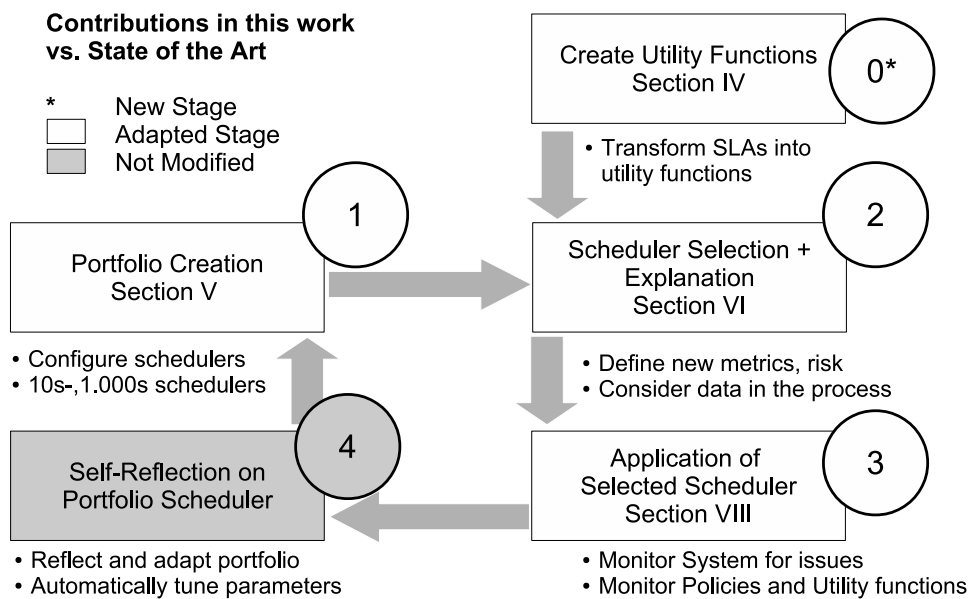 Contributions in this work
vs. State of the Art
* New Stage
Adapted Stage
Not Modified
Create Utility Functions
Section IV
0*
• Transform SLAs into
utility functions
1
Portfolio Creation
Section V
• Configure schedulers
• 10s-,1.000s schedulers
2
Scheduler Selection +
Explanation
Section VI
• Define new metrics, risk
• Consider data in the process
4
Self-Reflection on
Portfolio Scheduler
• Reflect and adapt portfolio
• Automatically tune parameters
3
Application of
Selected Scheduler
Section VIII
• Monitor System for issues
• Monitor Policies and Utility functions